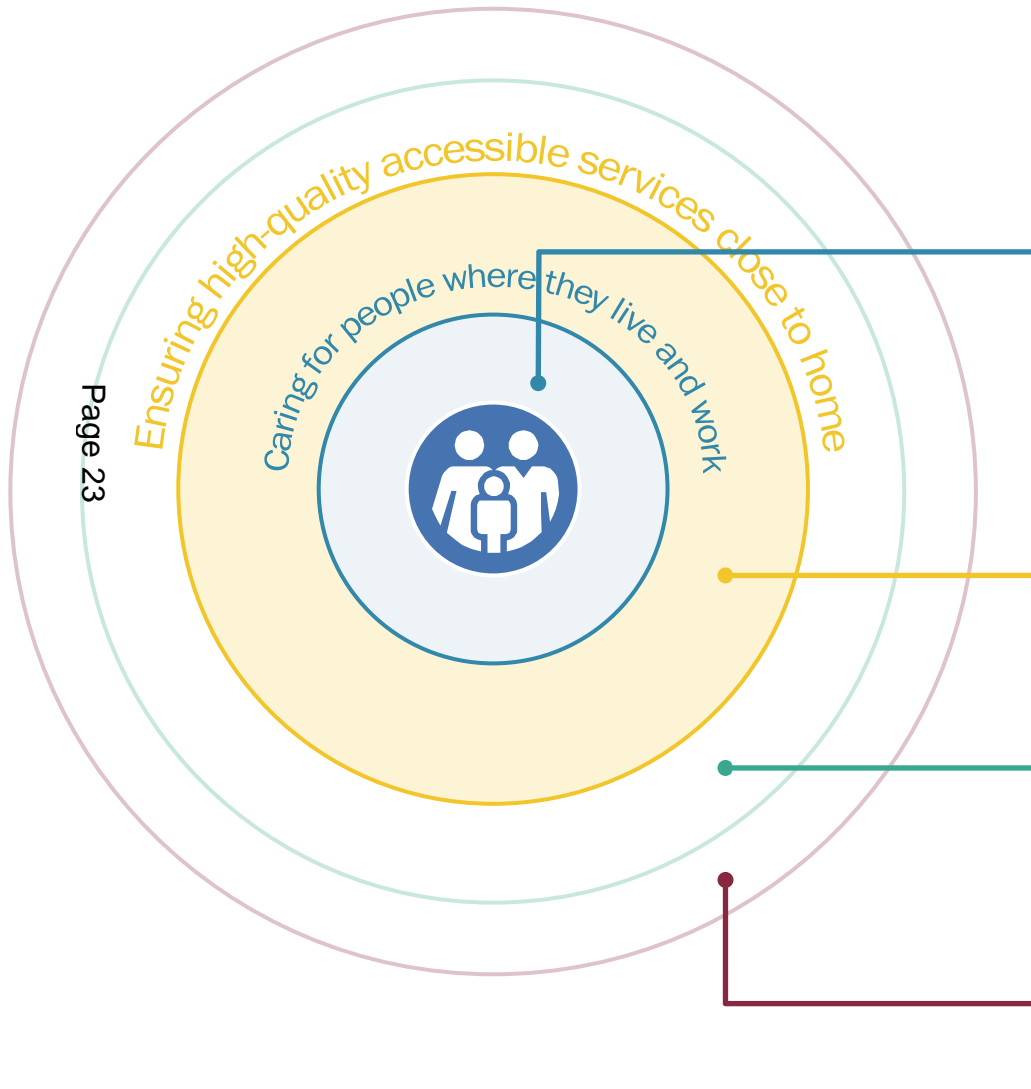 Ensuring high-quality accessible services close to home
Caring for people where they live and work
Page 23